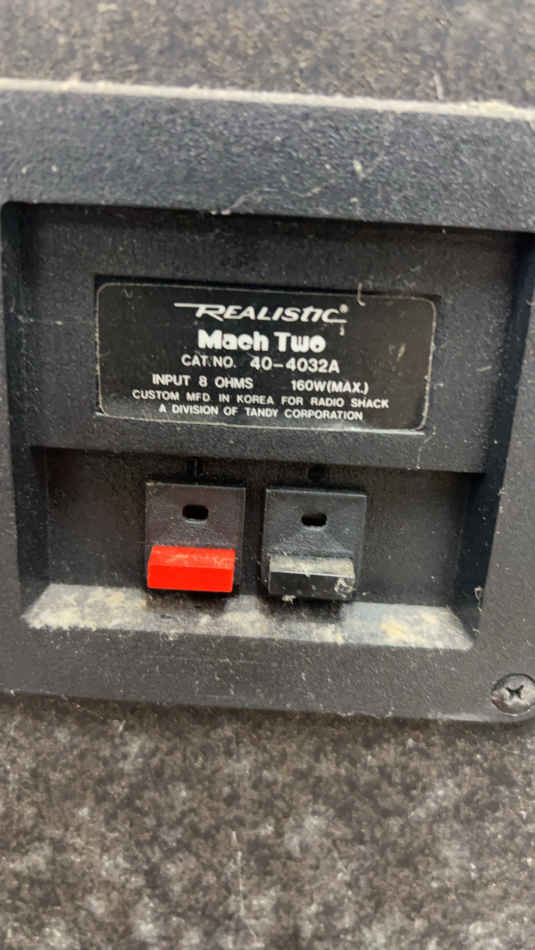 REALISTIC®
Mach Two
CAT.NO. 40-4032A
INPUT 8 OHMS 160W(MAX.)
CUSTOM MFD. IN KOREA FOR RADIO SHACK
A DIVISION OF TANDY CORPORATION